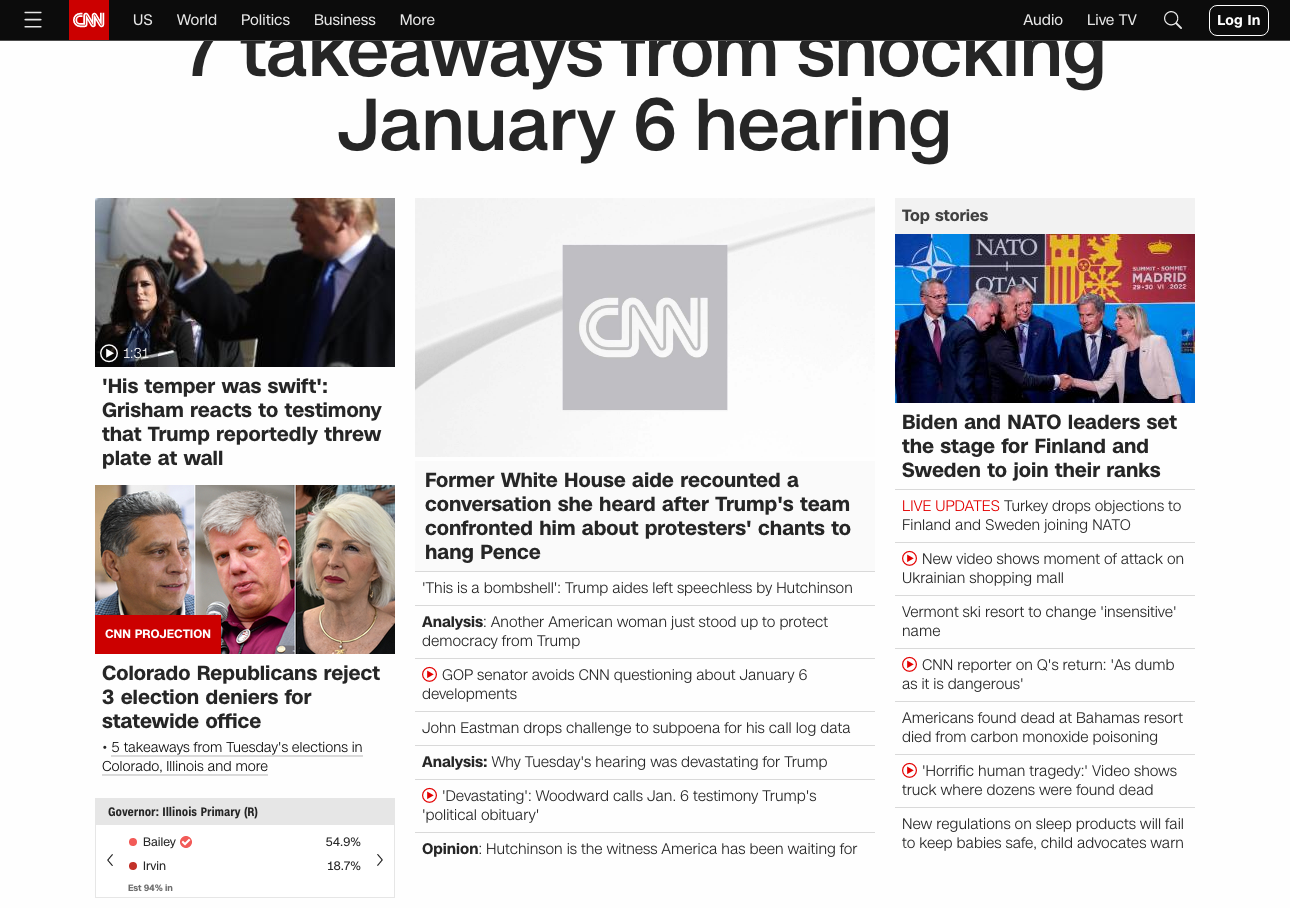 CNN US World Politics Business More Audio Live TV Log In
7 takeaways from shocking
January 6 hearing
1:31
'His temper was swift':
Grisham reacts to testimony
that Trump reportedly threw
plate at wall
CNN PROJECTION
Colorado Republicans reject
3 election deniers for
statewide office
• 5 takeaways from Tuesday's elections in
Colorado, Illinois and more
Governor: Illinois Primary (R)
Bailey 54.9%
Irvin 18.7%
Est 94% in
CNN
Former White House aide recounted a
conversation she heard after Trump's team
confronted him about protesters' chants to
hang Pence
'This is a bombshell': Trump aides left speechless by Hutchinson
Analysis: Another American woman just stood up to protect
democracy from Trump
GOP senator avoids CNN questioning about January 6
developments
John Eastman drops challenge to subpoena for his call log data
Analysis: Why Tuesday's hearing was devastating for Trump
'Devastating': Woodward calls Jan. 6 testimony Trump's
'political obituary'
Opinion: Hutchinson is the witness America has been waiting for
Top stories
NATO
OTAN
SUMMIT - SOMMET
MADRID
29-30 VI 2022
Biden and NATO leaders set
the stage for Finland and
Sweden to join their ranks
LIVE UPDATES Turkey drops objections to
Finland and Sweden joining NATO
New video shows moment of attack on
Ukrainian shopping mall
Vermont ski resort to change 'insensitive'
name
CNN reporter on Q's return: 'As dumb
as it is dangerous'
Americans found dead at Bahamas resort
died from carbon monoxide poisoning
'Horrific human tragedy:' Video shows
truck where dozens were found dead
New regulations on sleep products will fail
to keep babies safe, child advocates warn